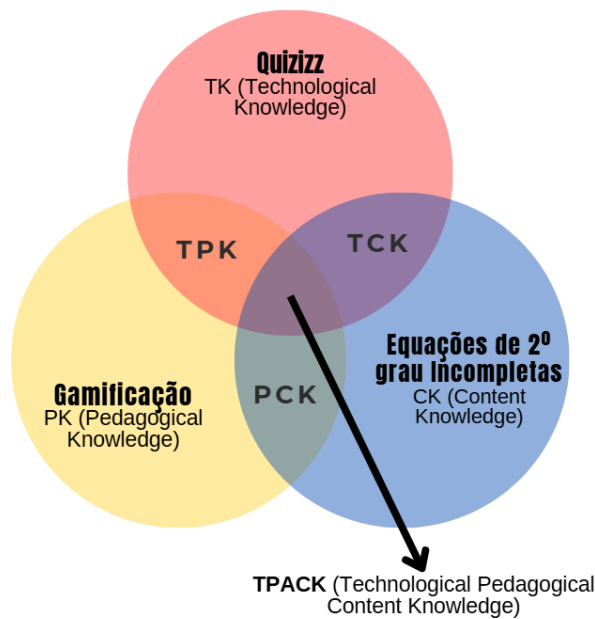 Quizizz
TK (Technological
Knowledge)
TPK
TCK
Equações de 2º
grau Incompletas
CK (Content
Knowledge)
Gamificação
PK (Pedagogical
Knowledge)
PCK
TPACK (Technological Pedagogical
Content Knowledge)